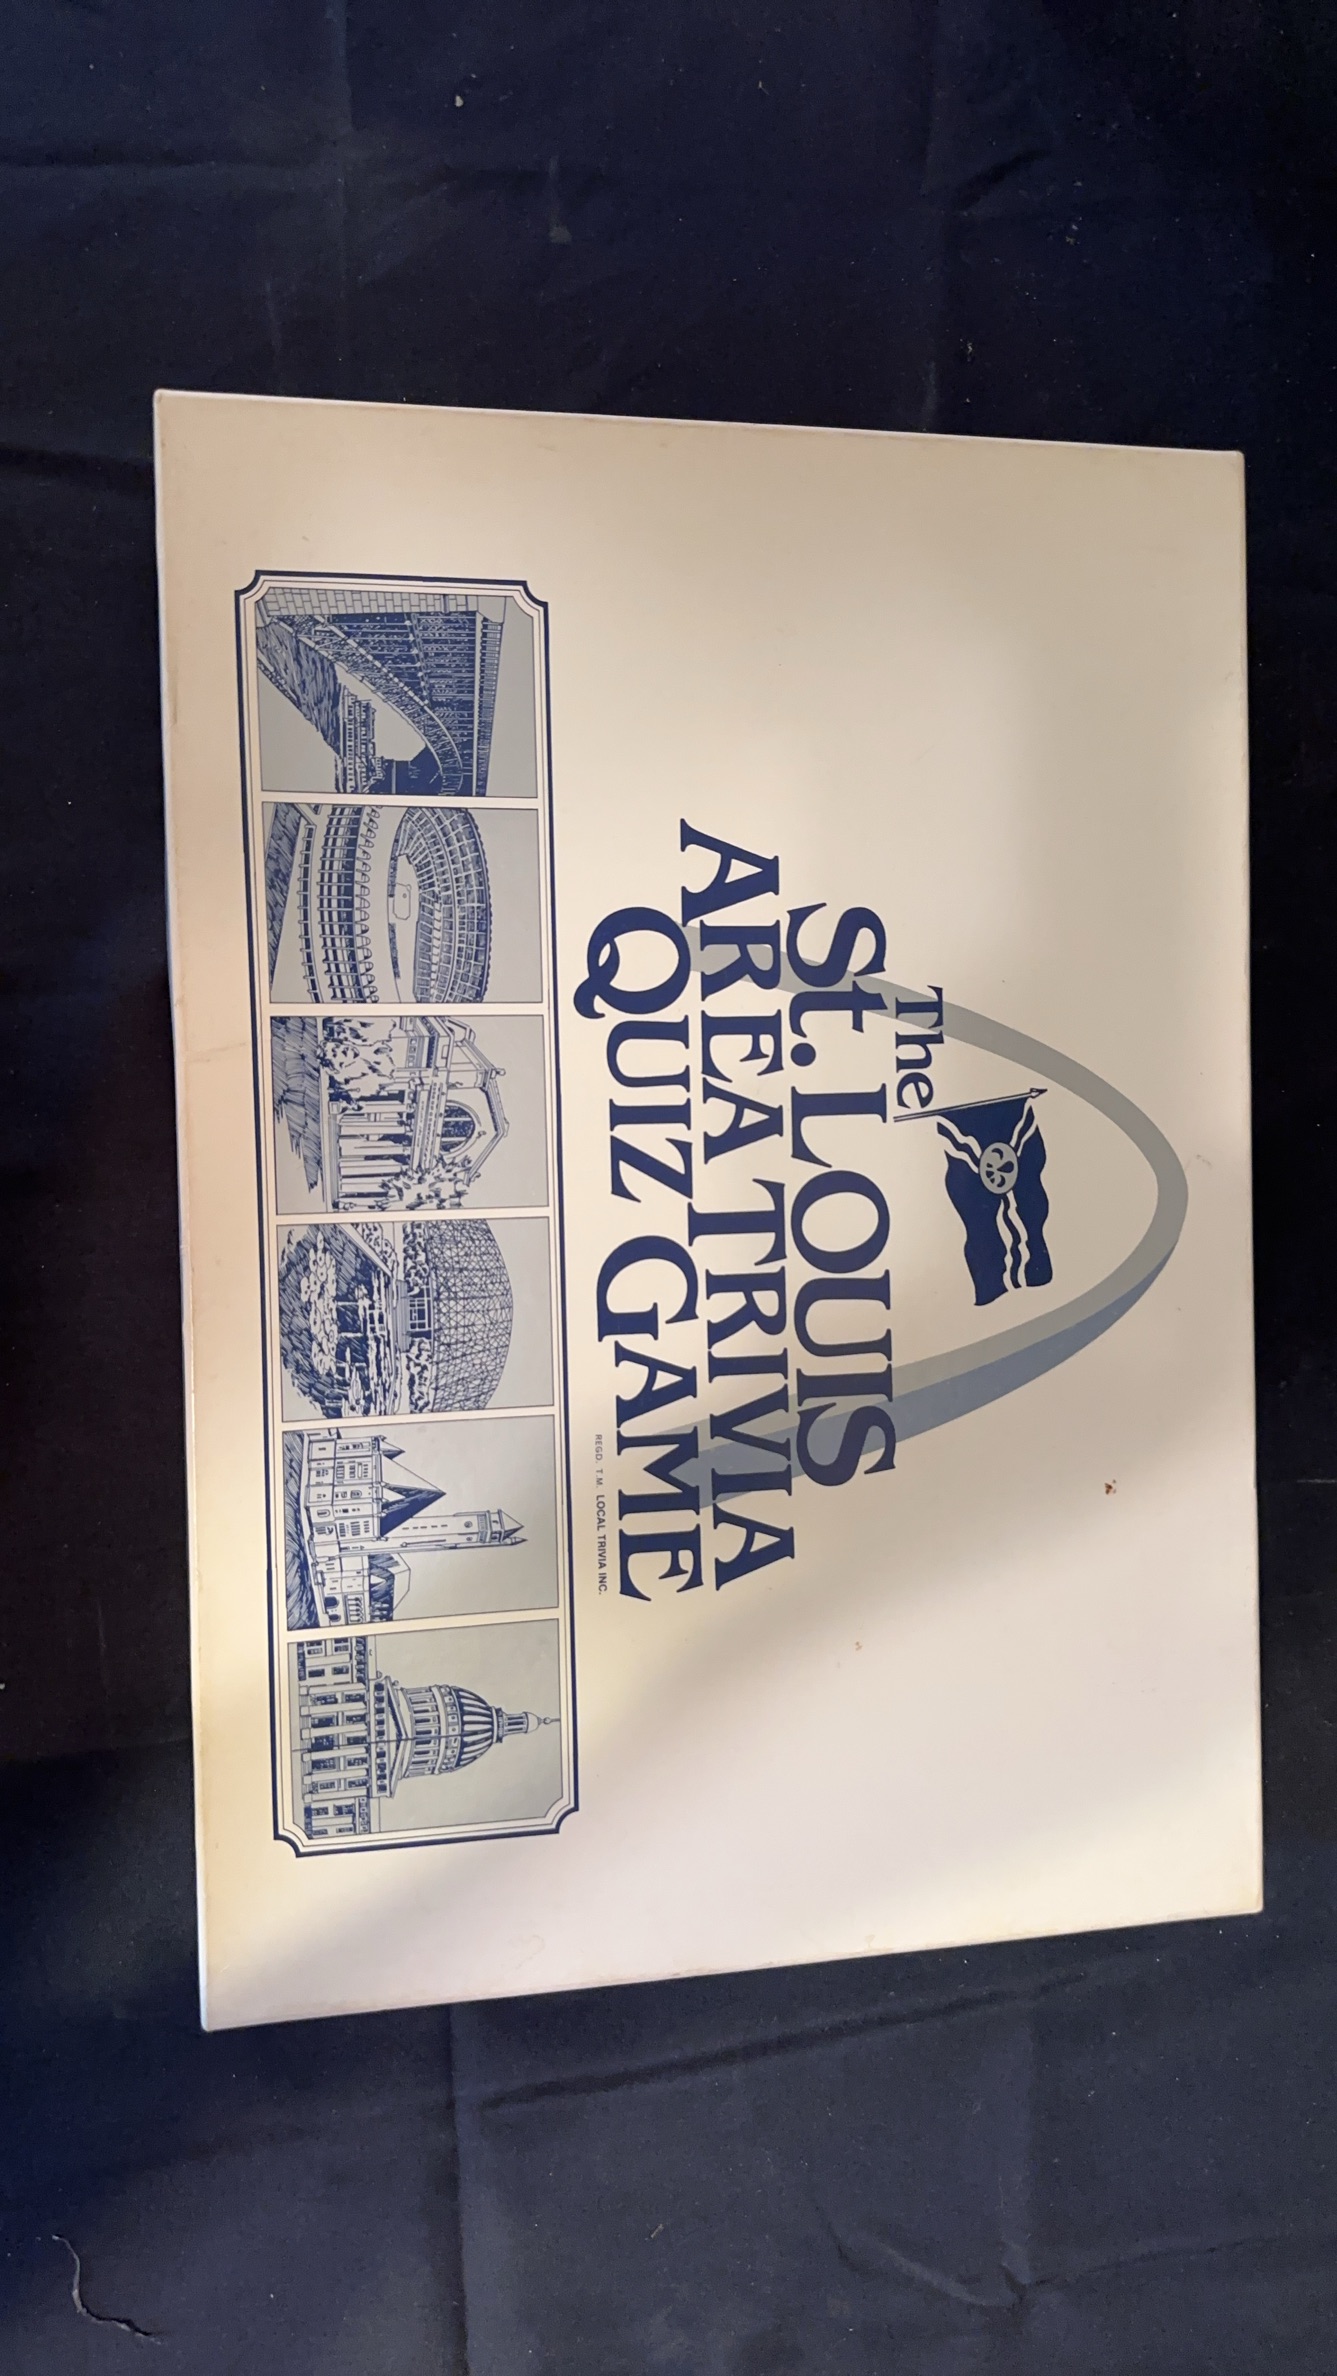 The
St. LOUIS
AREA TRIVIA
QUIZ GAME
REGD. T.M. LOCAL TRIVIA INC.